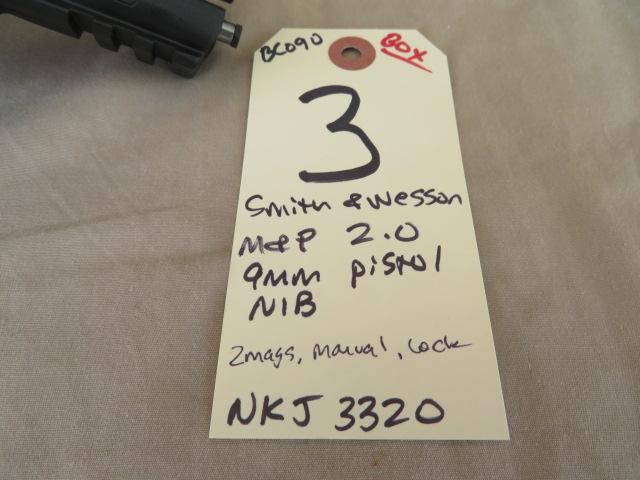 BC090
BOX
3
Smith & Wesson
M&P 2.0
9MM PiSTOl
NIB
2mags, Manual, Lock
NKJ 3320